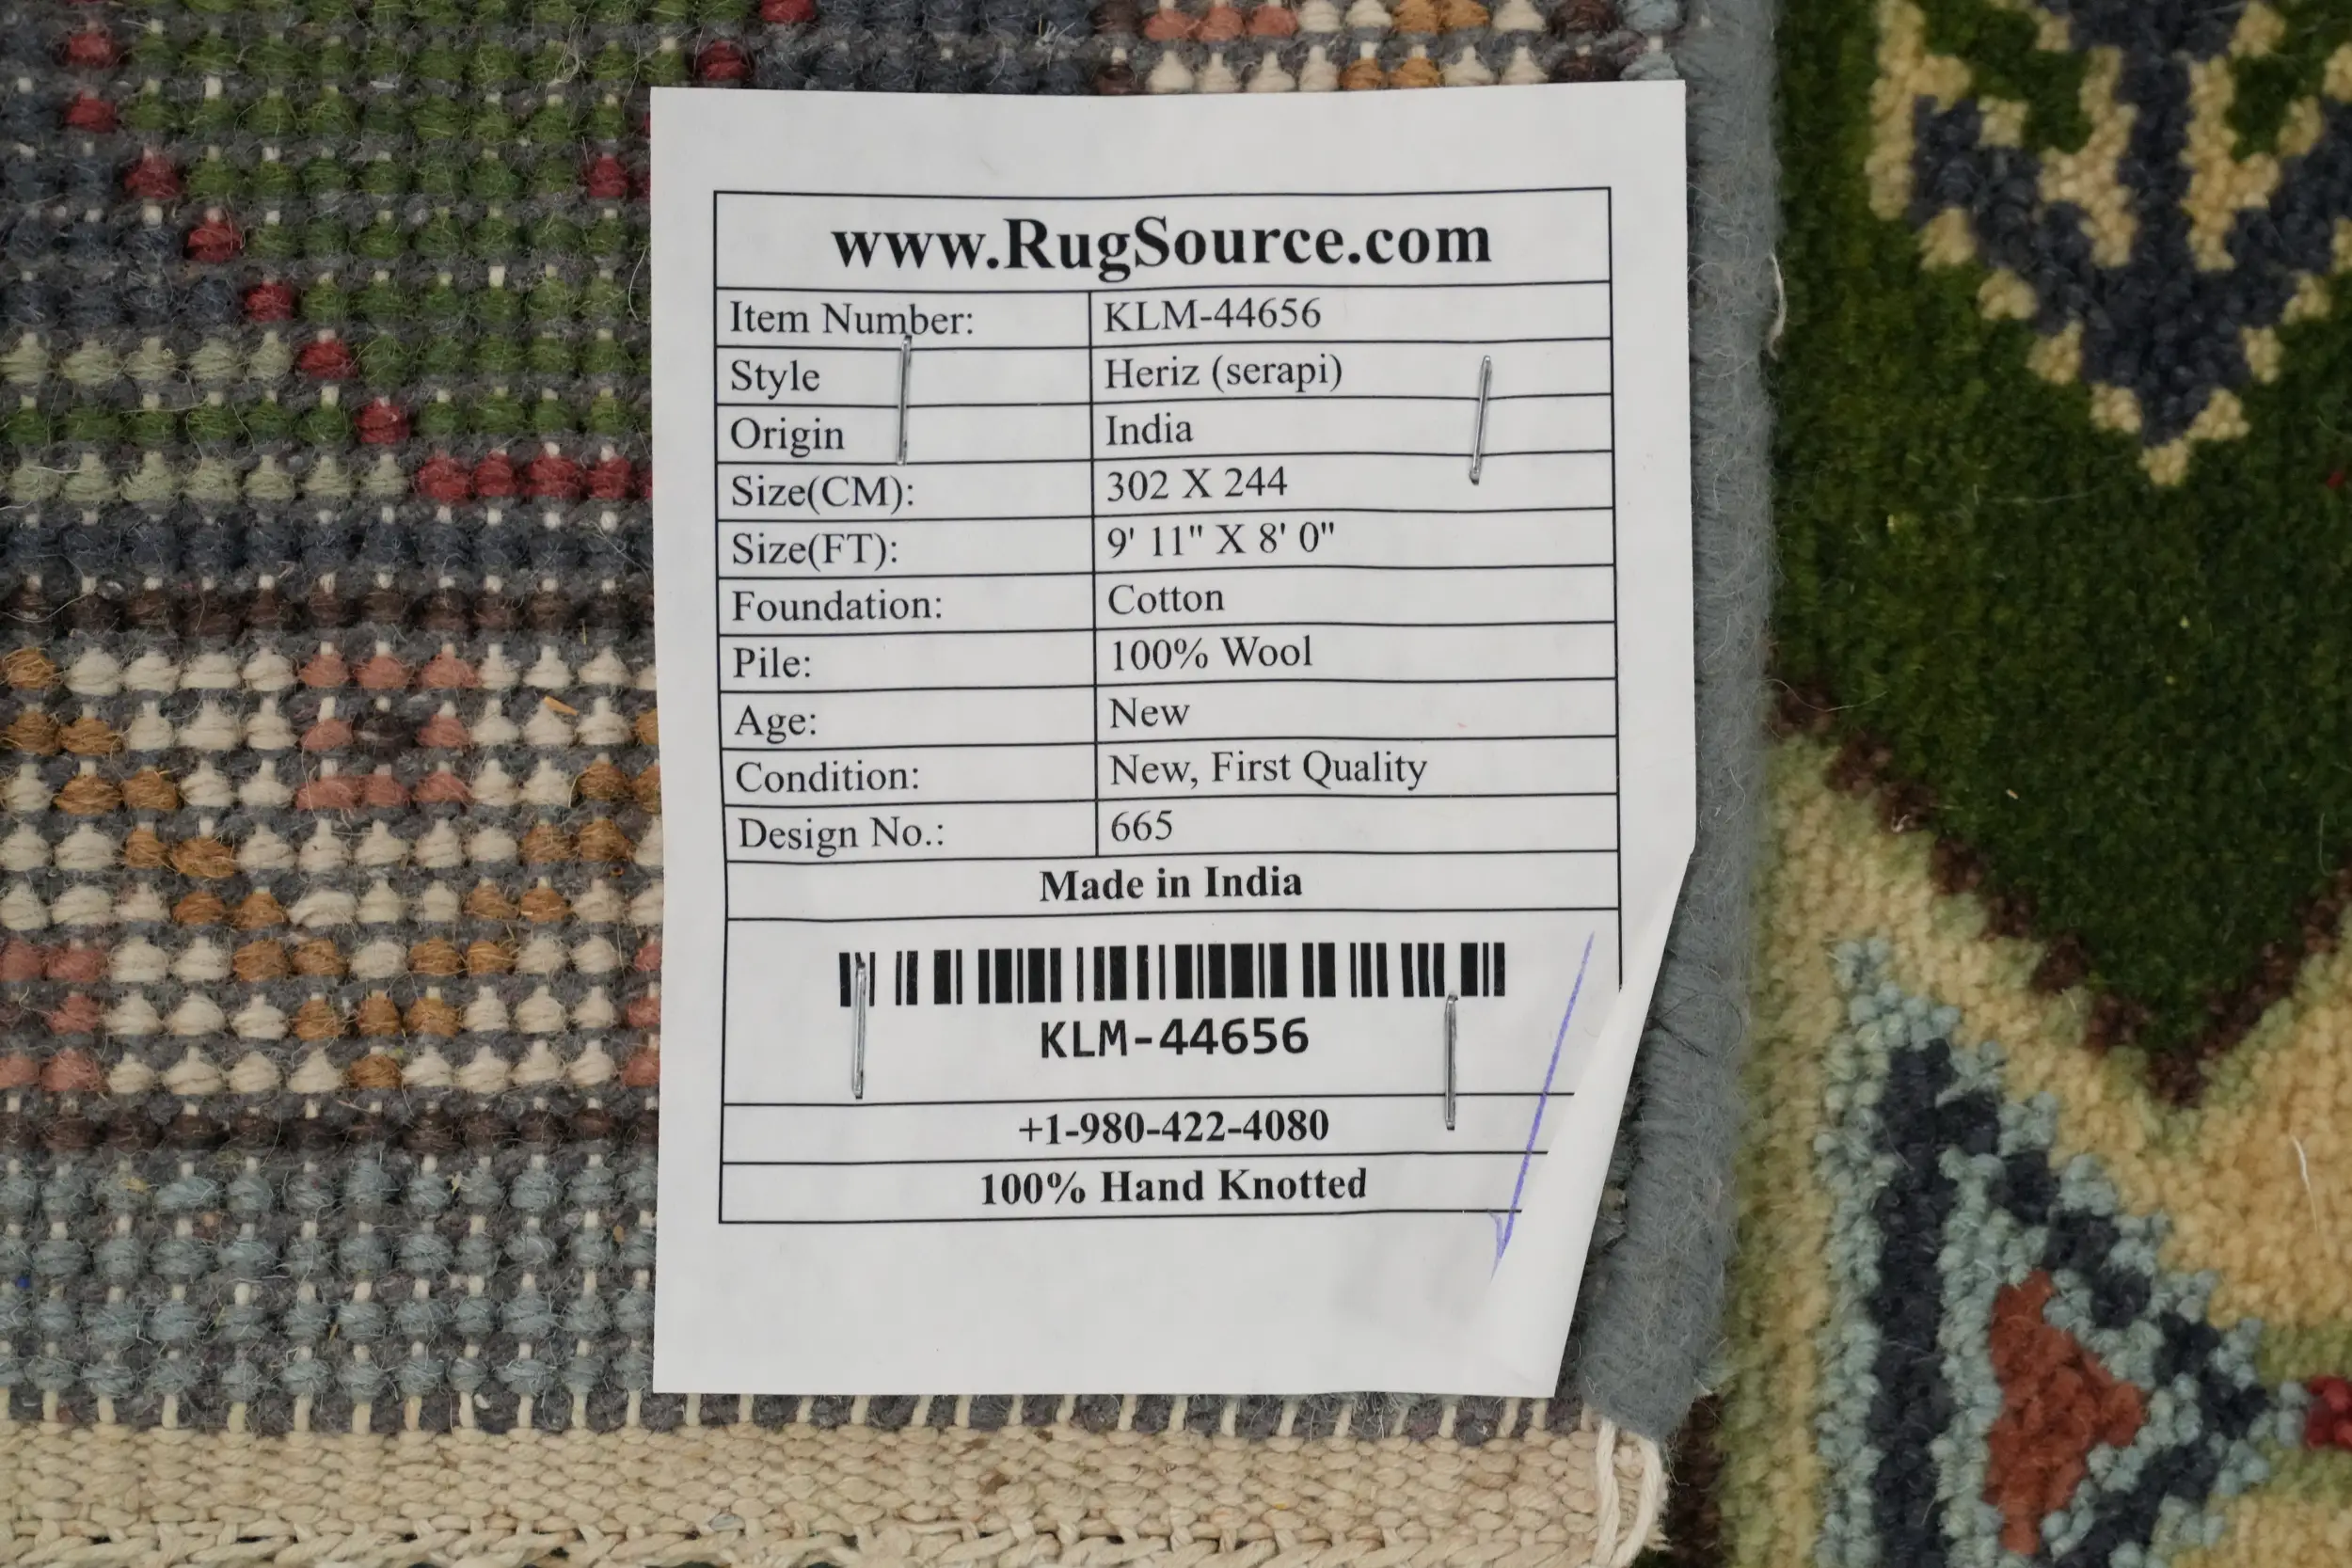 www.RugSource.com
Item Number: KLM-44656
Style Heriz (serapi)
Origin India
Size(CM): 302 X 244
Size(FT): 9' 11" X 8' 0"
Foundation: Cotton
Pile: 100% Wool
Age: New
Condition: New, First Quality
Design No.: 665
Made in India
KLM-44656
+1-980-422-4080
100% Hand Knotted